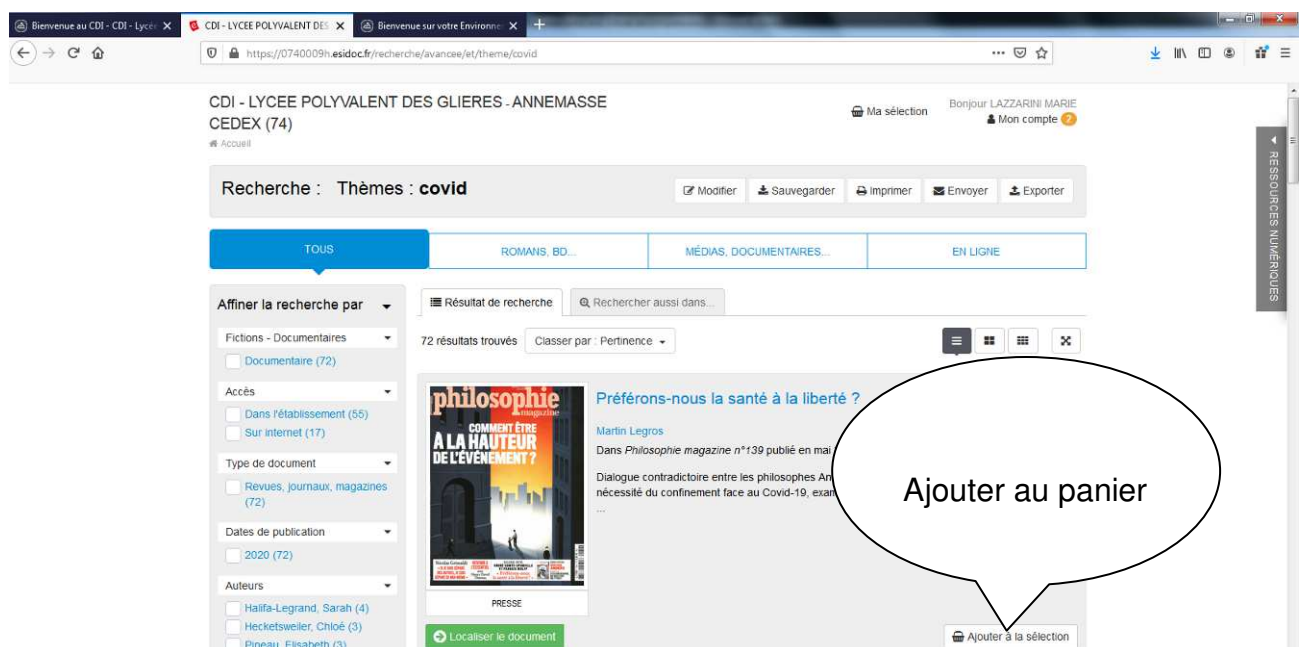 Bienvenue au CDI - CDI - Lycé
CDI - LYCEE POLYVALENT DES
Bienvenue sur votre Environne
https://0740009h.esidoc.fr/recherche/avancee/et/theme/covid
CDI - LYCEE POLYVALENT DES GLIERES - ANNEMASSE
CEDEX (74)
Accueil
Ma sélection
Bonjour LAZZARINI MARIE
Mon compte 2
RESSOURCES NUMÉRIQUES
Recherche : Thèmes : covid
Modifier
Sauvegarder
Imprimer
Envoyer
Exporter
TOUS
ROMANS, BD...
MÉDIAS, DOCUMENTAIRES...
EN LIGNE
Affiner la recherche par
Fictions - Documentaires
Documentaire (72)
Accès
Dans l'établissement (55)
Sur internet (17)
Type de document
Revues, journaux, magazines
(72)
Dates de publication
2020 (72)
Auteurs
Halifa-Legrand, Sarah (4)
Hecketsweiler, Chloé (3)
Pineau, Elisabeth (3)
Résultat de recherche
Rechercher aussi dans...
72 résultats trouvés
Classer par : Pertinence
philosophie
magazine
COMMENT ÊTRE
À LA HAUTEUR
DE L'ÉVÉNEMENT ?
PRESSE
Localiser le document
Préférons-nous la santé à la liberté ?
Martin Legros
Dans Philosophie magazine n°139 publié en mai
Dialogue contradictoire entre les philosophes An
nécessité du confinement face au Covid-19, exam
...
Ajouter au panier
Ajouter à la sélection